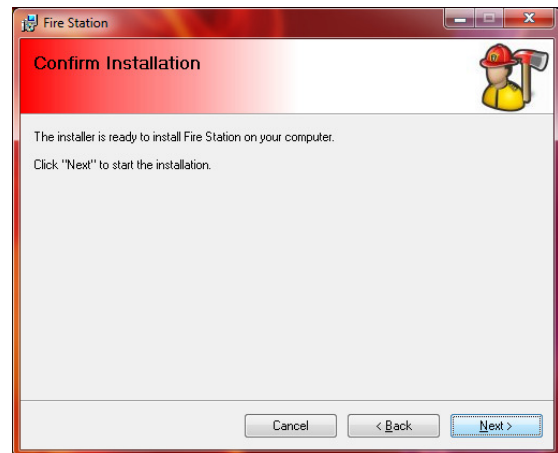 Fire Station
Confirm Installation
The installer is ready to install Fire Station on your computer.
Click "Next" to start the installation.
Cancel
< Back
Next >